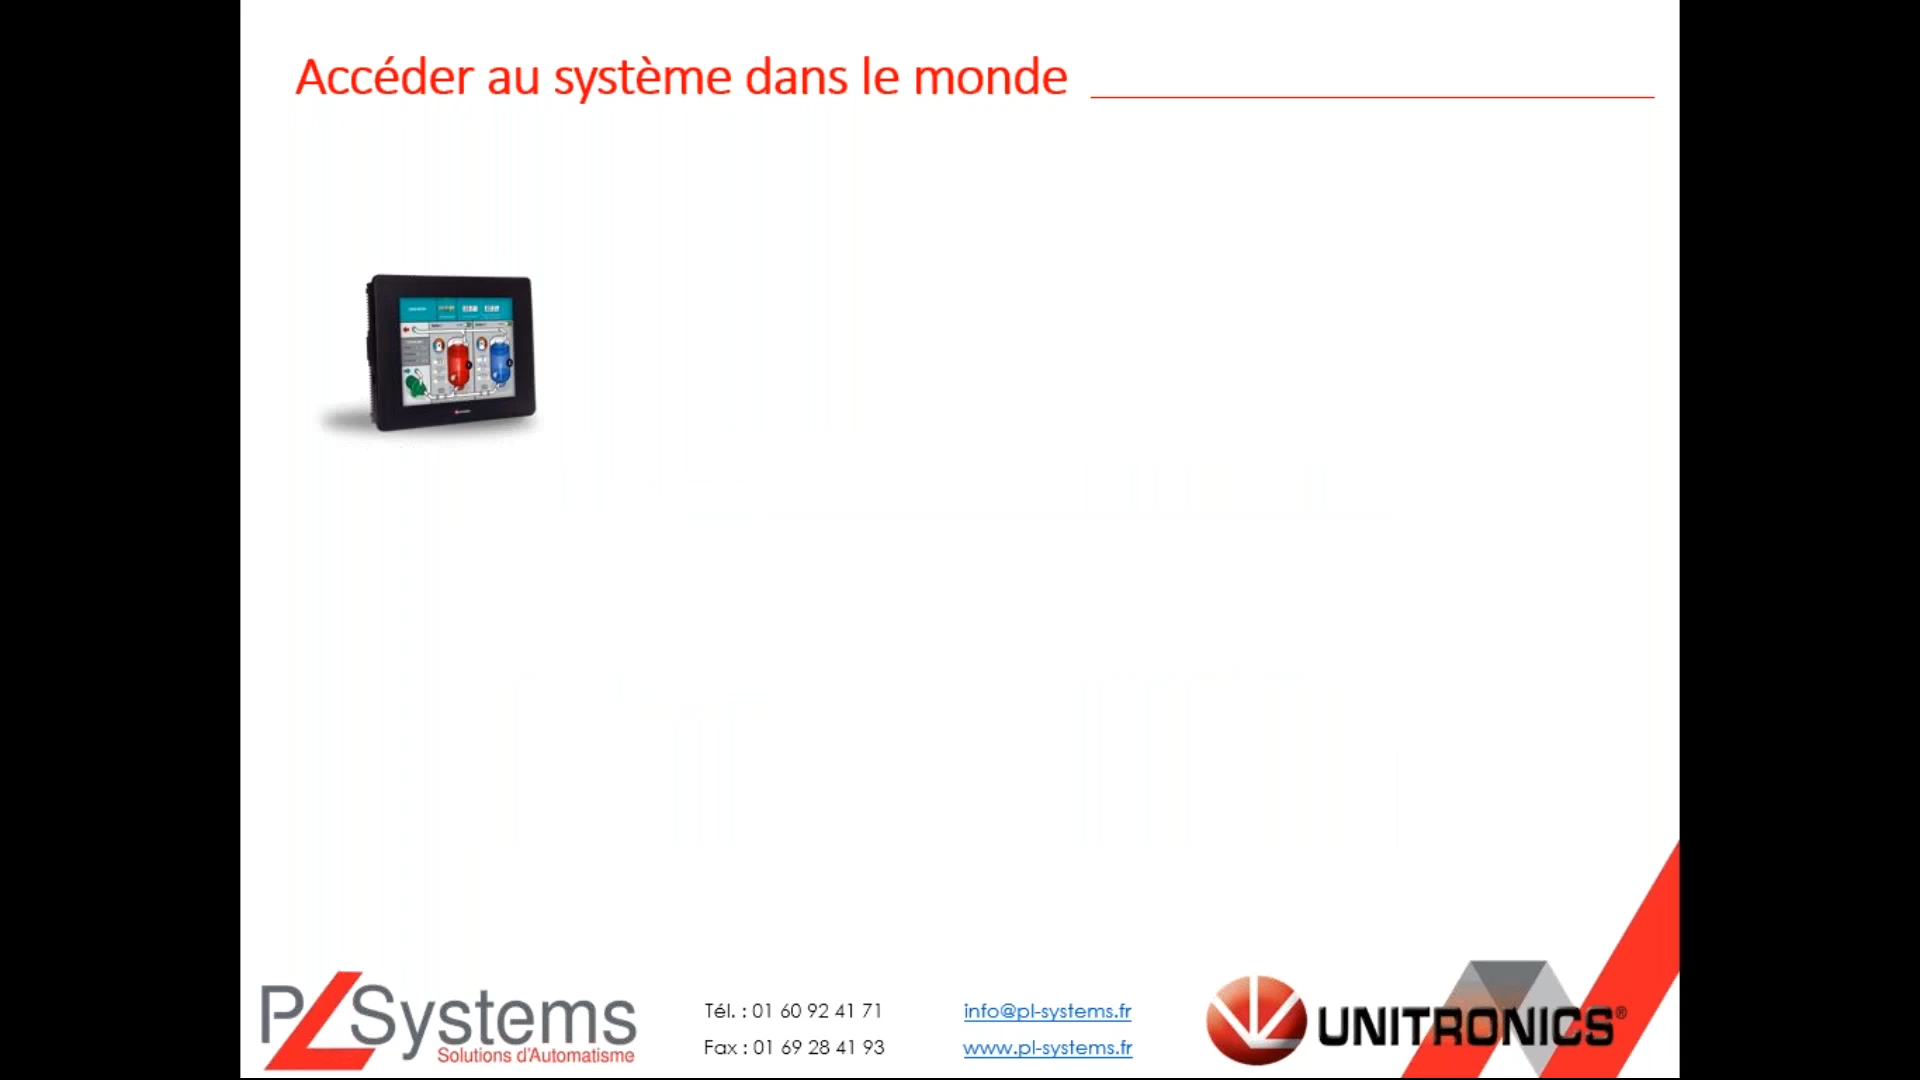 Accéder au système dans le monde
PL Systems
Solutions d'Automatisme
Tél. : 01 60 92 41 71
Fax : 01 69 28 41 93
info@pl-systems.fr
www.pl-systems.fr
UNITRONICS®